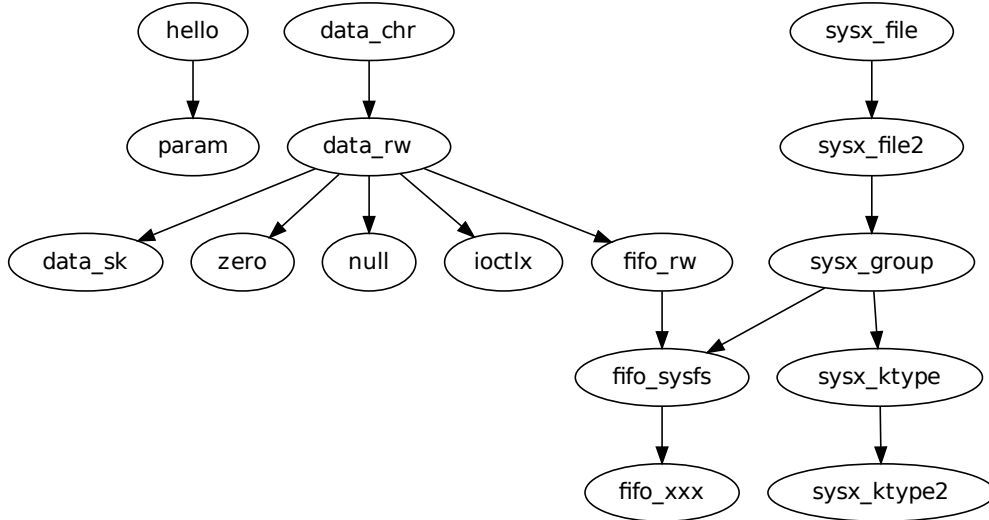 hello
data_chr
sysx_file
param
data_rw
sysx_file2
data_sk
zero
null
ioctlx
fifo_rw
sysx_group
fifo_sysfs
sysx_ktype
fifo_xxx
sysx_ktype2